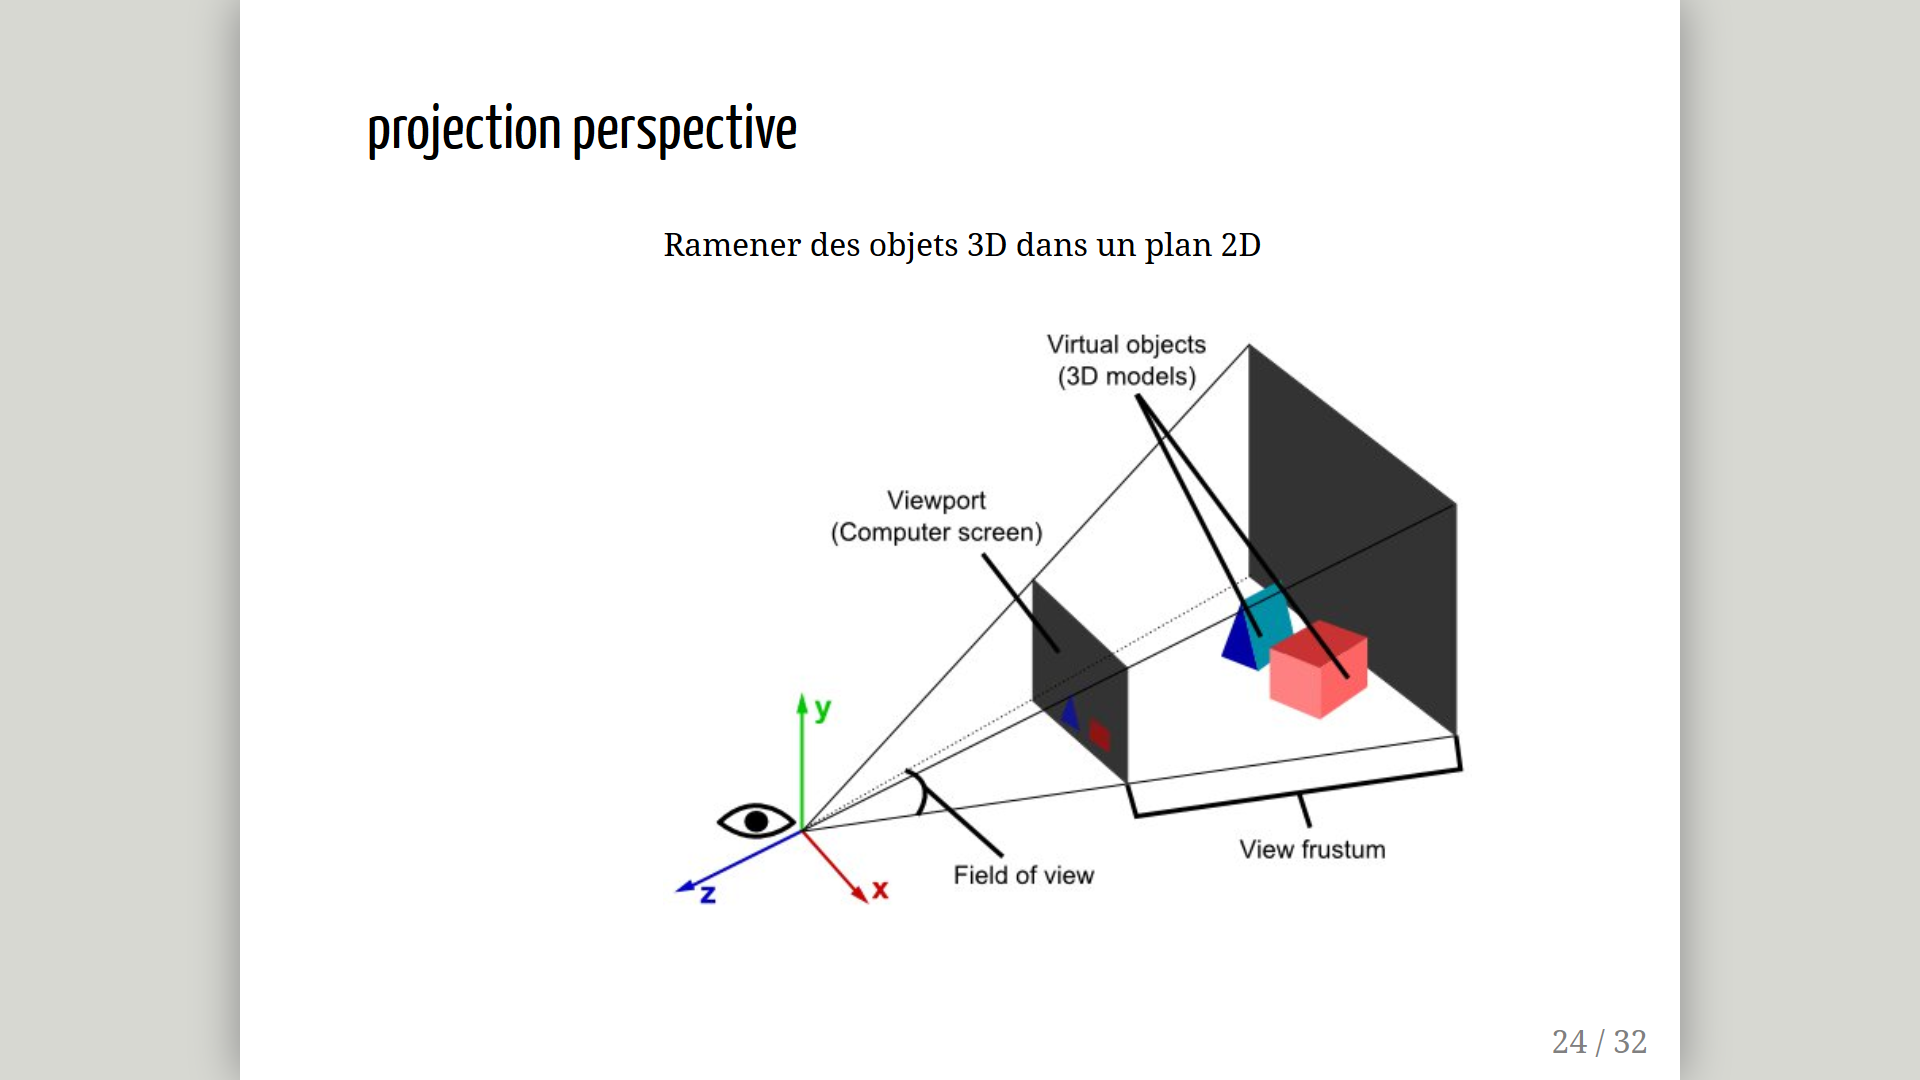 projection perspective
Ramener des objets 3D dans un plan 2D
Virtual objects
(3D models)
Viewport
(Computer screen)
y
z
x
Field of view
View frustum
24 / 32